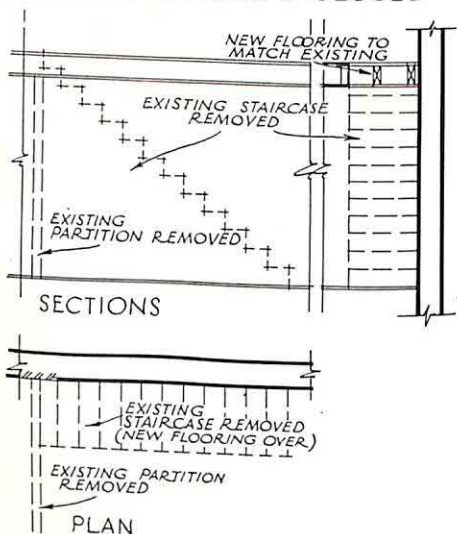 NEW FLOORING TO
MATCH EXISTING
EXISTING STAIRCASE
REMOVED
EXISTING
PARTITION REMOVED
SECTIONS
EXISTING
STAIRCASE REMOVED
(NEW FLOORING OVER)
EXISTING PARTITION
REMOVED
PLAN